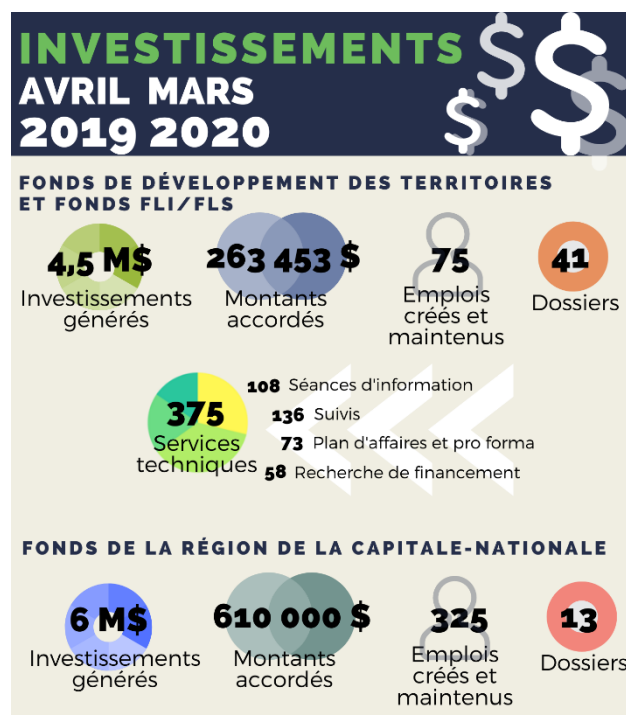 INVESTISSEMENTS
AVRIL MARS
2019 2020
FONDS DE DÉVELOPPEMENT DES TERRITOIRES
ET FONDS FLI/FLS
4,5 M$
Investissements
générés
263 453 $
Montants
accordés
75
Emplois
créés et
maintenus
41
Dossiers
375
Services
techniques
108 Séances d'information
136 Suivis
73 Plan d'affaires et pro forma
58 Recherche de financement
FONDS DE LA RÉGION DE LA CAPITALE-NATIONALE
6 M$
Investissements
générés
610 000 $
Montants
accordés
325
Emplois
créés et
maintenus
13
Dossiers